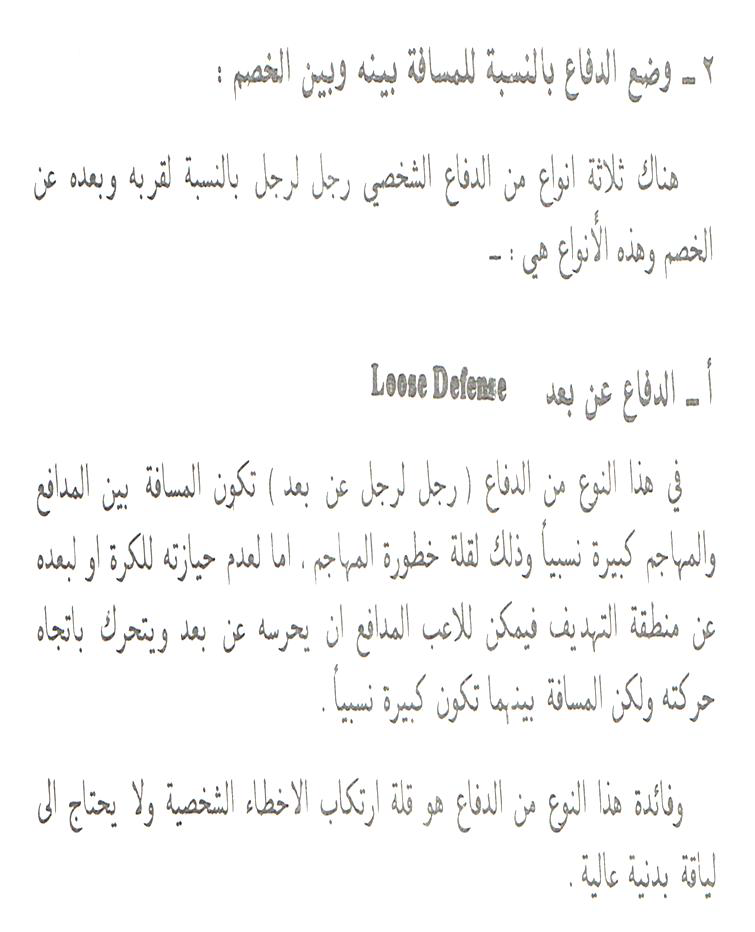 ٢ ــ وضع الدفاع بالنسبة للمسافة بينه وبين الخصم :
هناك ثلاثة انواع من الدفاع الشخصي رجل لرجل بالنسبة لقربه وبعده عن
الخصم وهذه الأنواع هي : ــ
أ ــ الدفاع عن بعد Loose Defense
في هذا النوع من الدفاع ( رجل لرجل عن بعد ) تكون المسافة بين المدافع
والمهاجم كبيرة نسبياً وذلك لقلة خطورة المهاجم . اما لعدم حيازته للكرة او لبعده
عن منطقة التهديف فيمكن للاعب المدافع ان يحرسه عن بعد ويتحرك باتجاه
حركته ولكن المسافة بينهما تكون كبيرة نسبياً .
وفائدة هذا النوع من الدفاع هو قلة ارتكاب الاخطاء الشخصية ولا يحتاج الى
لياقة بدنية عالية .